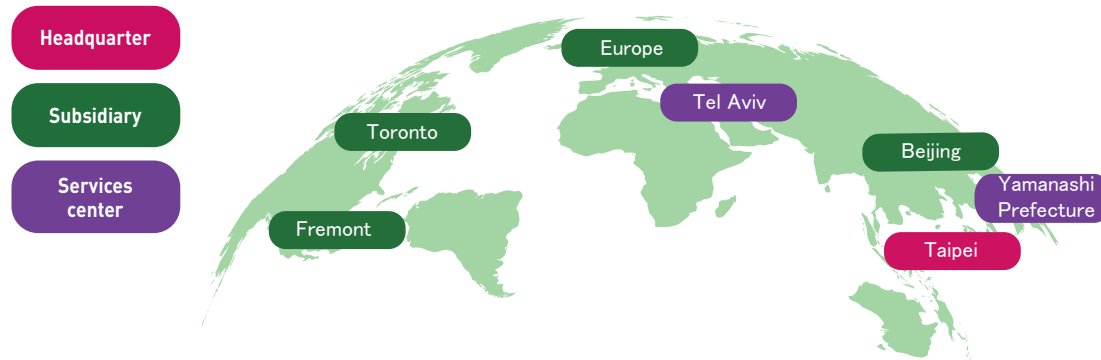 Headquarter
Subsidiary
Services
center
Europe
Tel Aviv
Toronto
Beijing
Yamanashi
Prefecture
Fremont
Taipei